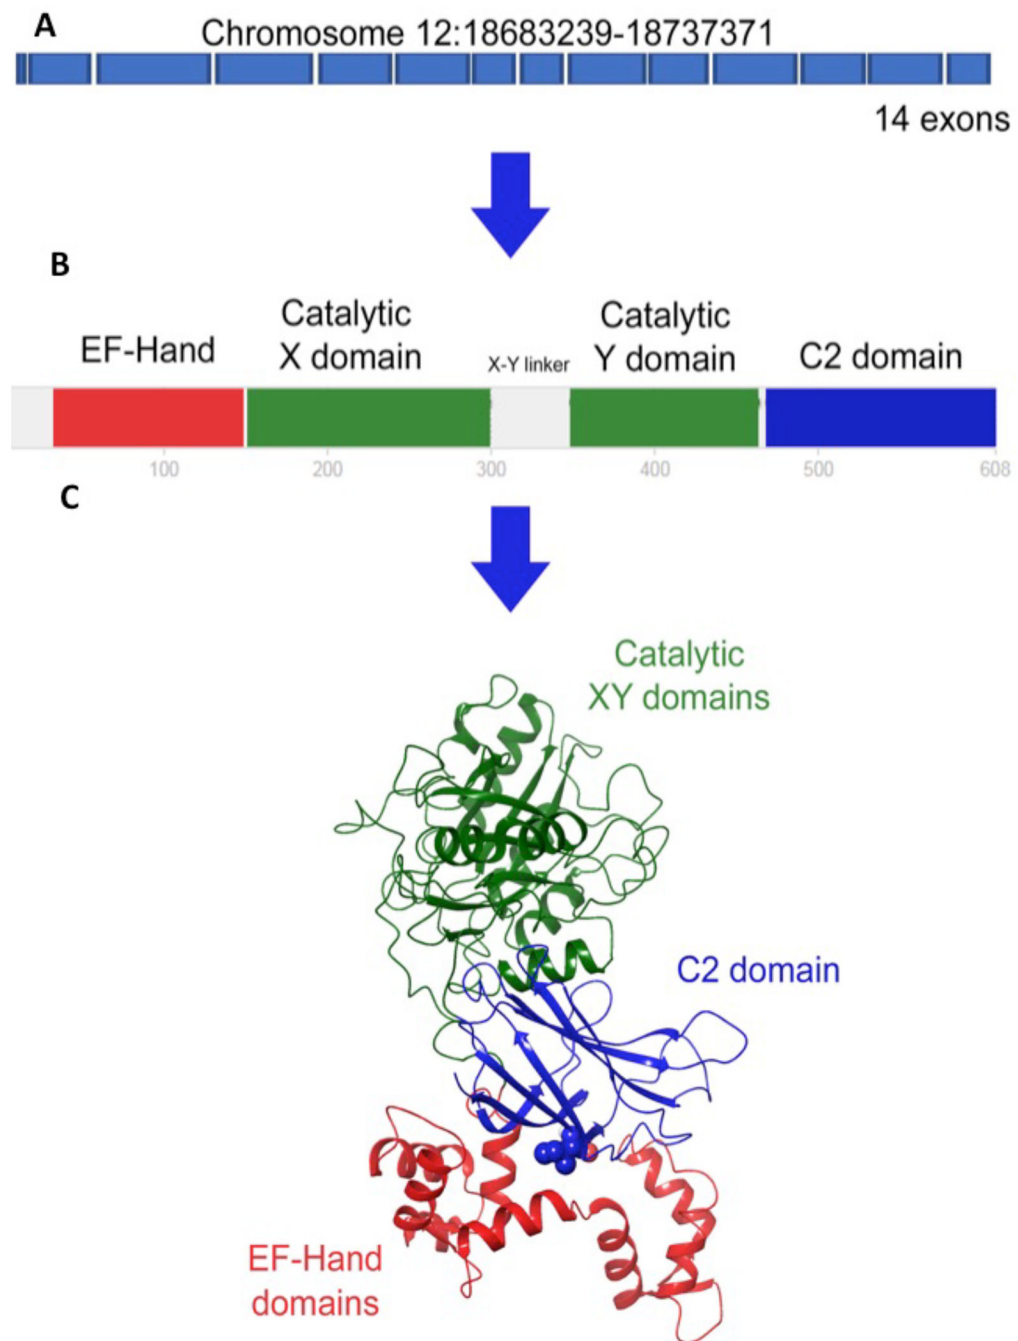 A
Chromosome 12:18683239-18737371
14 exons
B
EF-Hand
Catalytic
X domain
X-Y linker
Catalytic
Y domain
C2 domain
100
200
300
400
500
608
C
Catalytic
XY domains
C2 domain
EF-Hand
domains